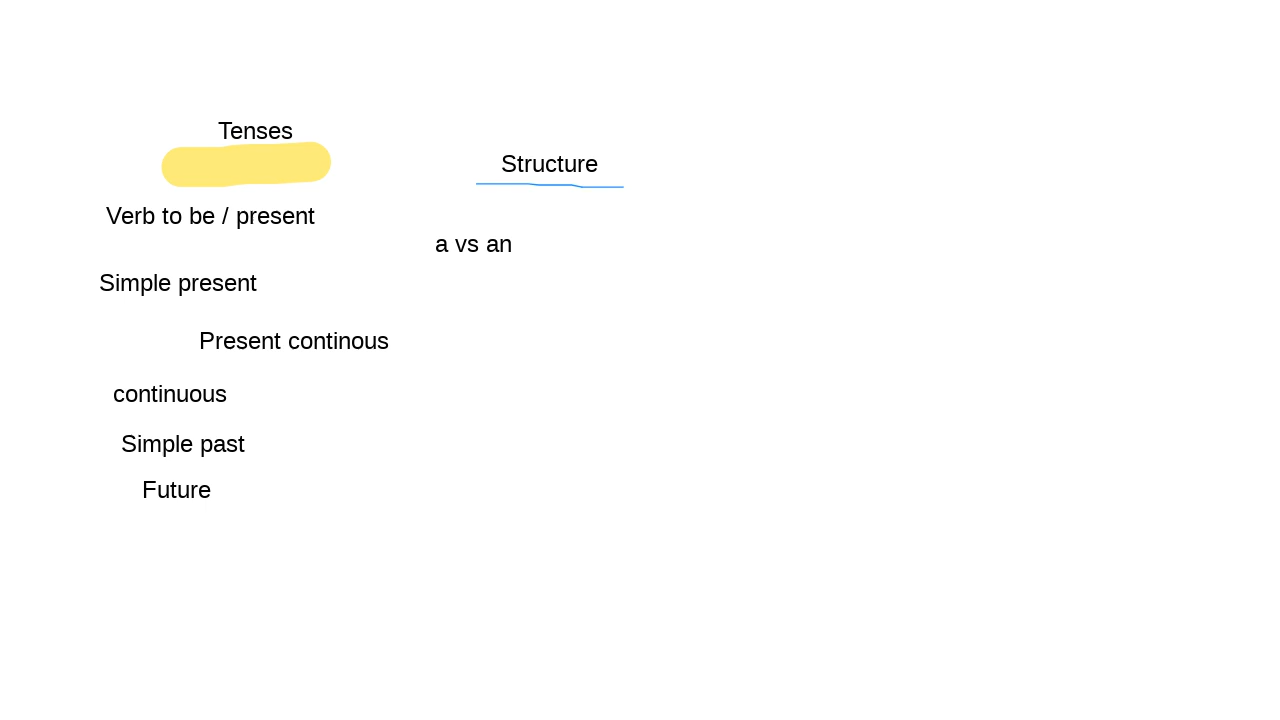 Tenses
Structure
Verb to be / present
a vs an
Simple present
Present continous
continuous
Simple past
Future